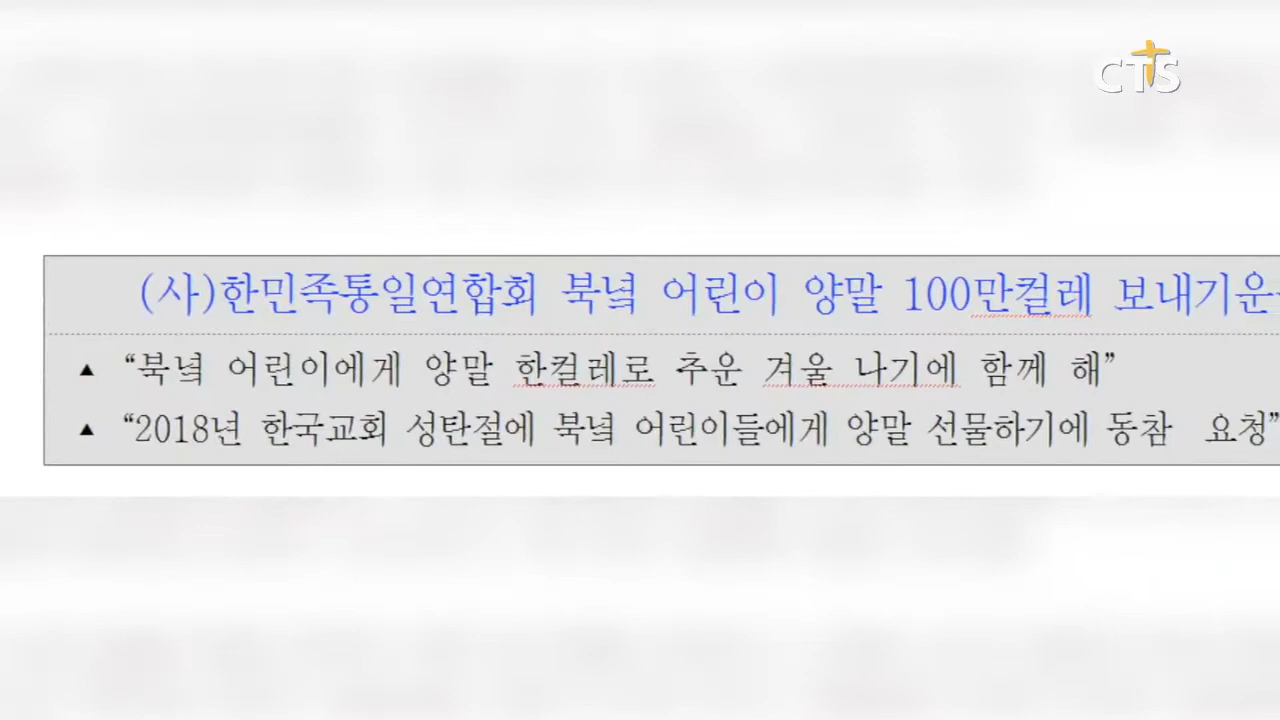 CTS
(사)한민족통일연합회 북녘 어린이 양말 100만컬레 보내기운
▲ “북녘 어린이에게 양말 한컬레로 추운 겨울 나기에 함께 해”
▲ “2018년 한국교회 성탄절에 북녘 어린이들에게 양말 선물하기에 동참 요청”